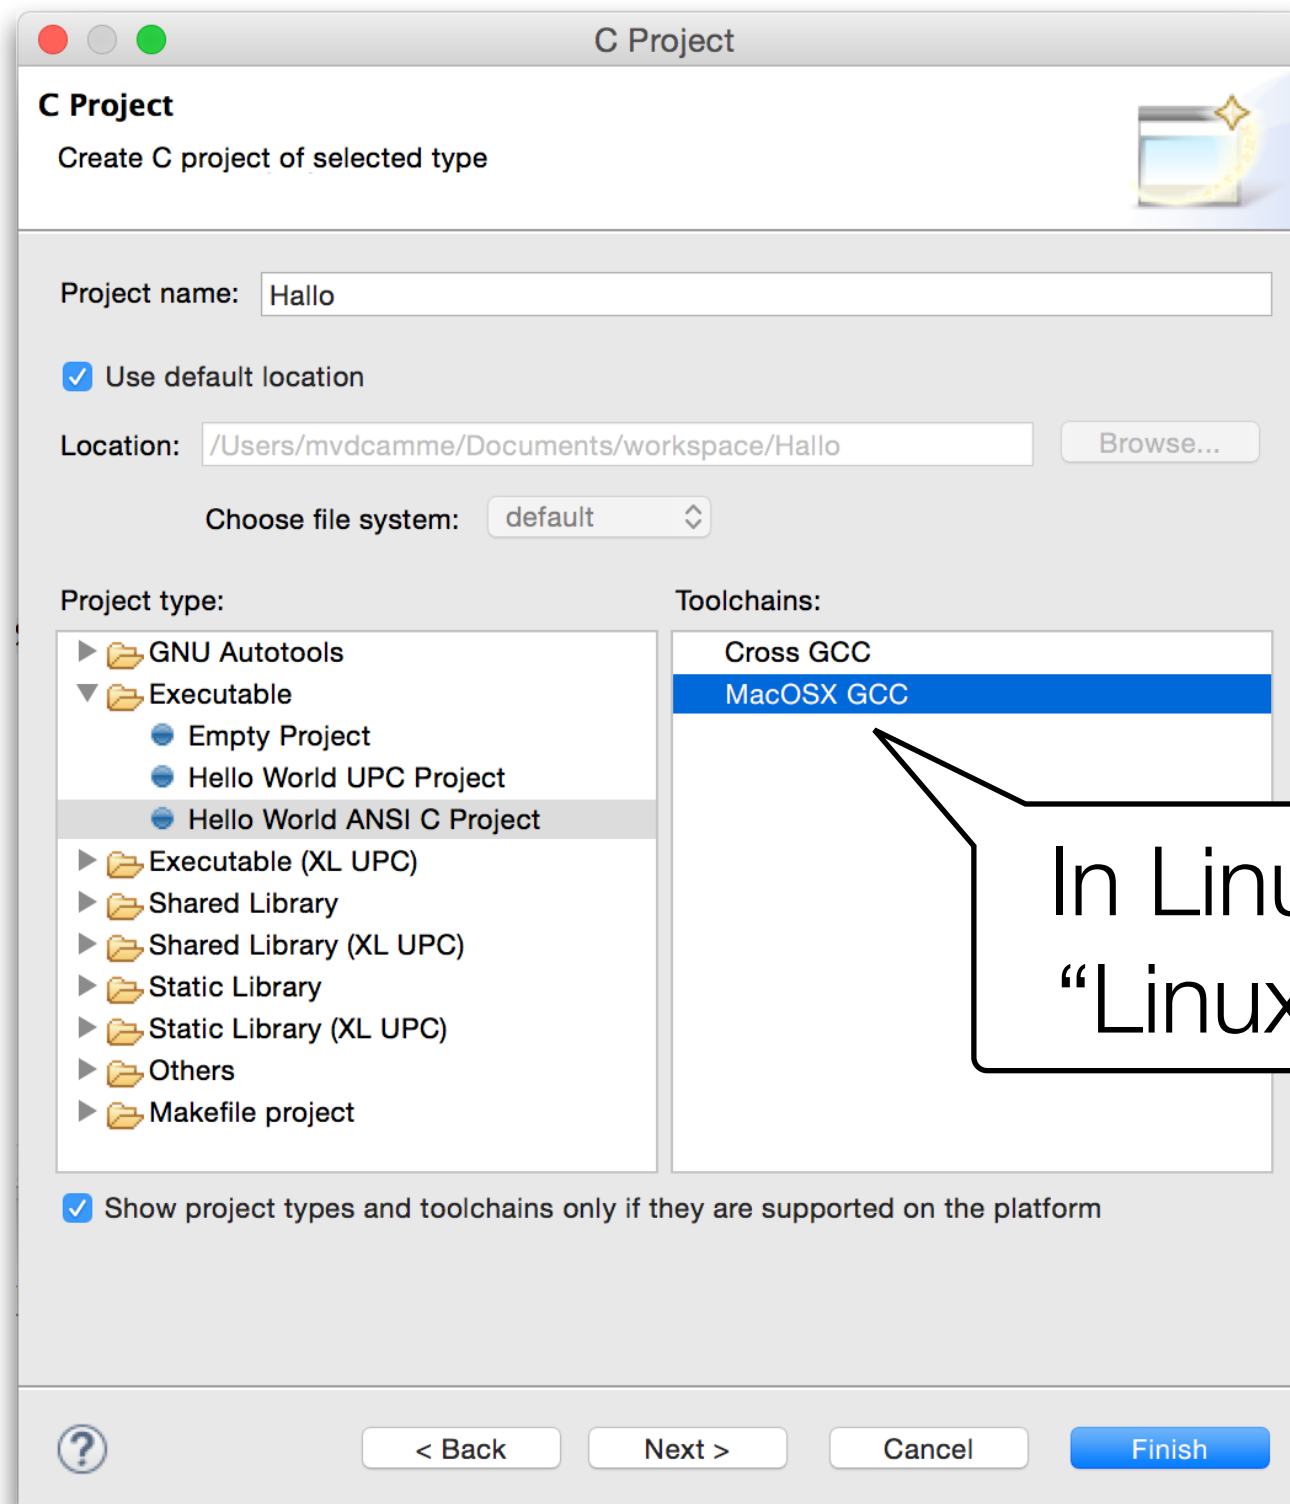 C Project
C Project
Create C project of selected type
Project name: Hallo
Use default location
Location: /Users/mvdcamme/Documents/workspace/Hallo Browse...
Choose file system: default
Project type: Toolchains:
GNU Autotools Cross GCC
Executable MacOSX GCC
Empty Project
Hello World UPC Project
Hello World ANSI C Project
Executable (XL UPC)
Shared Library
Shared Library (XL UPC)
Static Library
Static Library (XL UPC)
Others
Makefile project
In
“Linux
Show project types and toolchains only if they are supported on the platform
? < Back Next > Cancel Finish